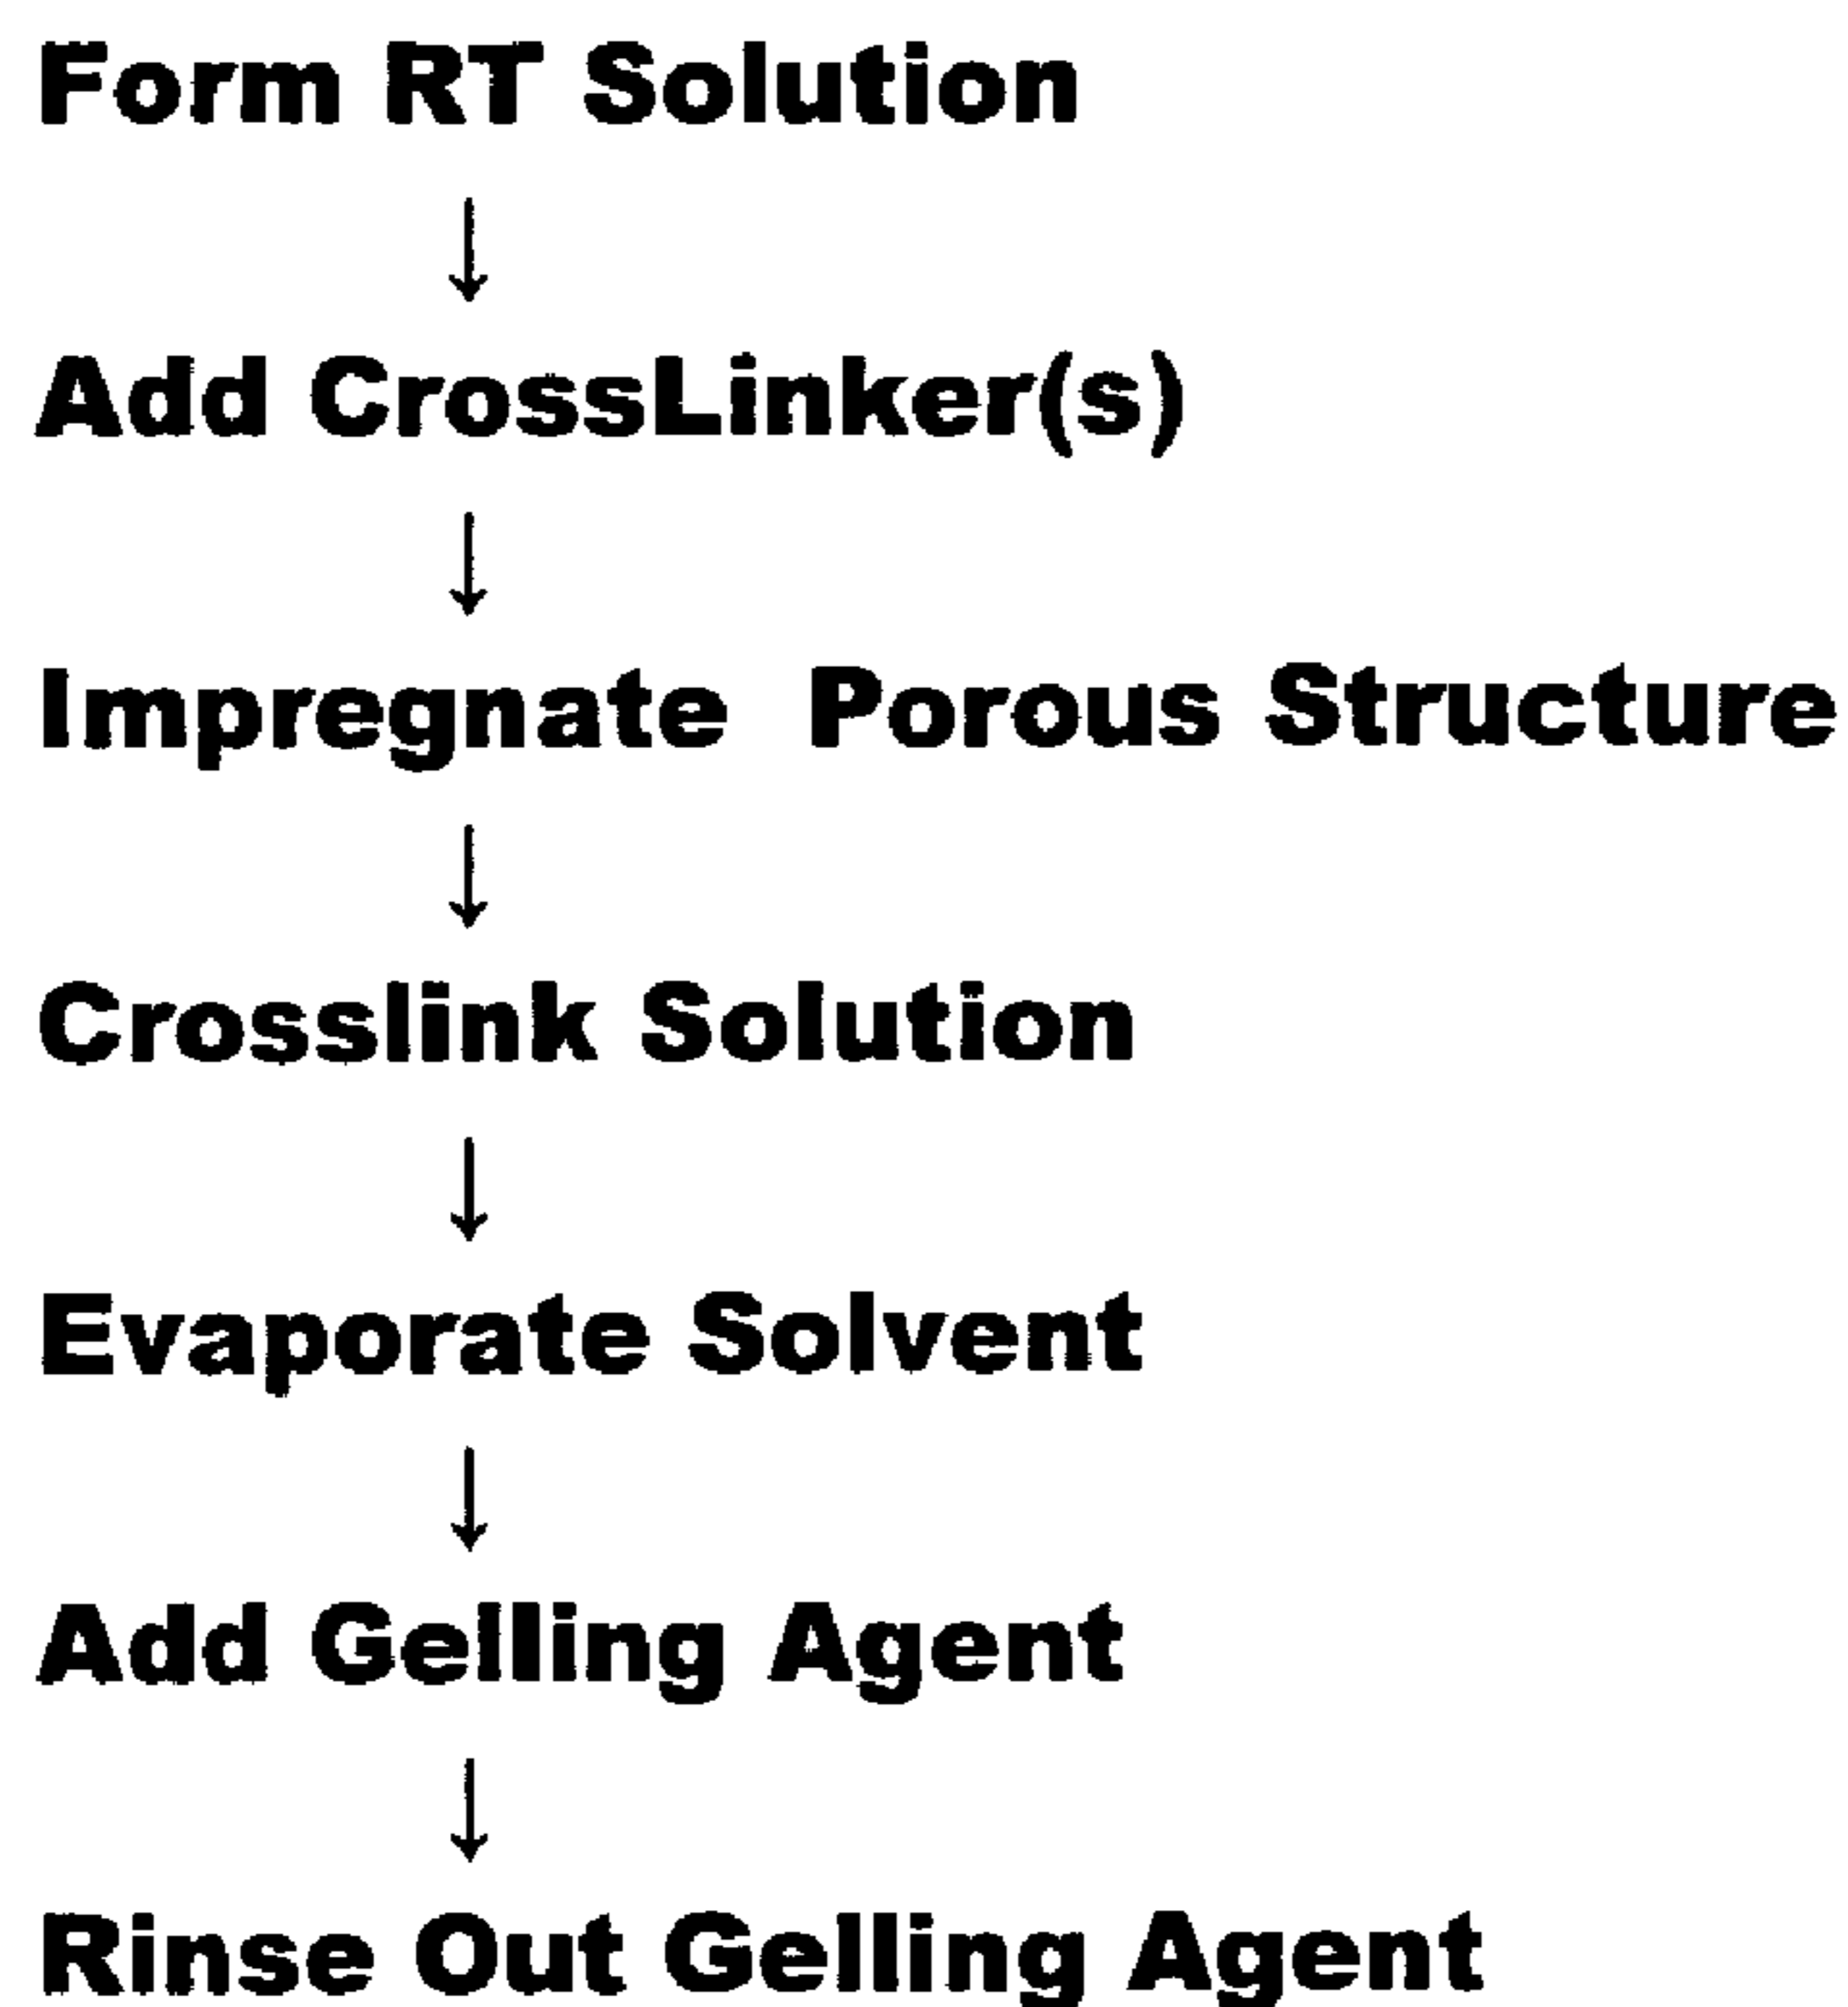 Form RT Solution
Add CrossLinker(s)
Impregnate Porous Structure
Crosslink Solution
Evaporate Solvent
Add Gelling Agent
Rinse Out Gelling Agent